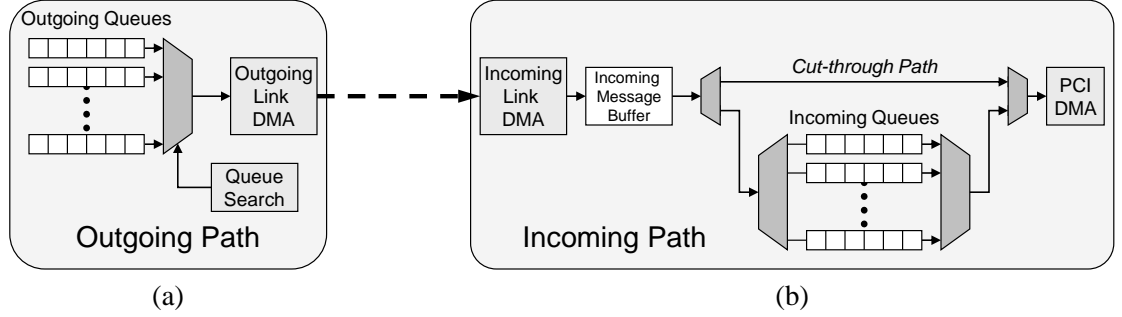 Outgoing Queues
Outgoing
Link
DMA
Queue
Search
Outgoing Path
(a)
Incoming
Link
DMA
Incoming
Message
Buffer
Cut-through Path
Incoming Queues
PCI
DMA
Incoming Path
(b)